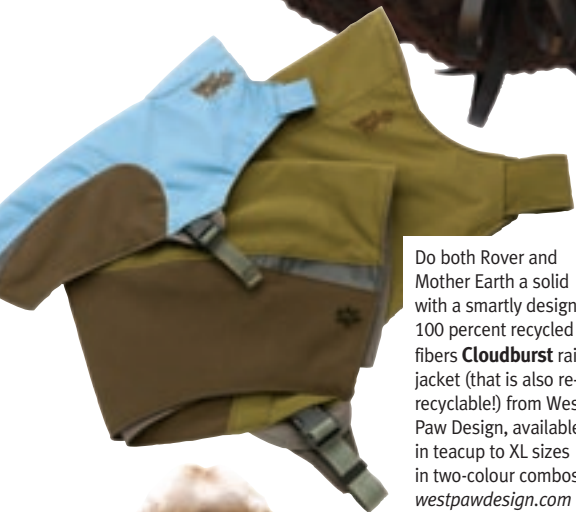 Do both Rover and
Mother Earth a solid
with a smartly design
100 percent recycled
fibers Cloudburst rai
jacket (that is also re-
recyclable!) from Wes
Paw Design, available
in teacup to XL sizes
in two-colour combos
westpawdesign.com